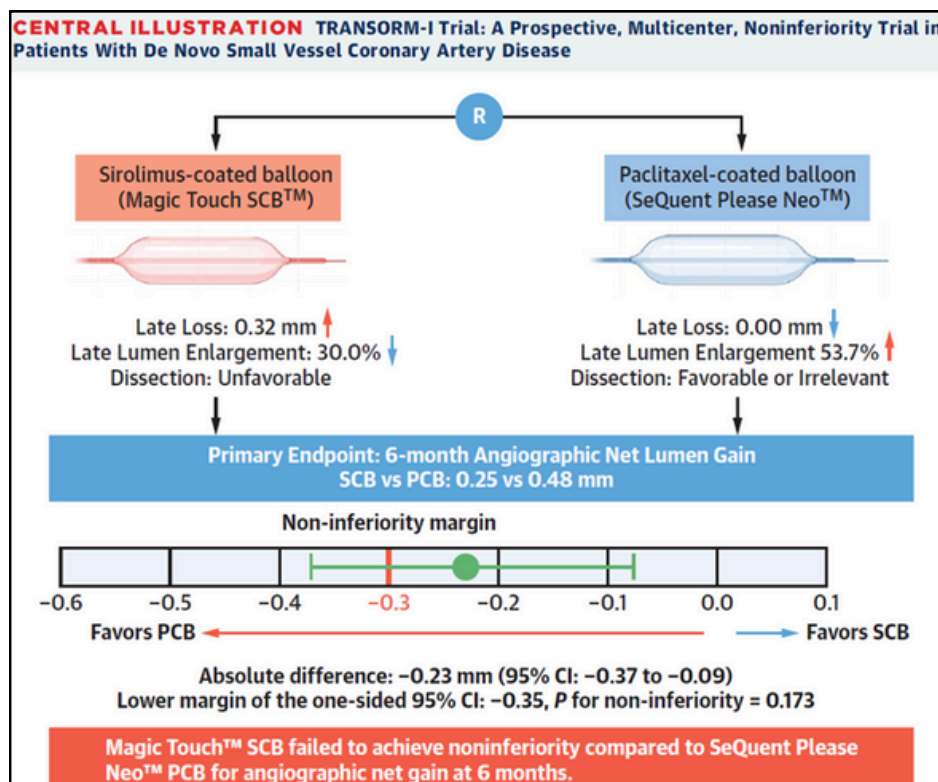 CENTRAL ILLUSTRATION TRANSORM-I Trial: A Prospective, Multicenter, Noninferiority Trial in
Patients With De Novo Small Vessel Coronary Artery Disease
R
Sirolimus-coated balloon
(Magic Touch SCB™)
Paclitaxel-coated balloon
(SeQuent Please Neo™)
Late Loss: 0.32 mm
Late Lumen Enlargement: 30.0%
Dissection: Unfavorable
Late Loss: 0.00 mm
Late Lumen Enlargement 53.7%
Dissection: Favorable or Irrelevant
Primary Endpoint: 6-month Angiographic Net Lumen Gain
SCB vs PCB: 0.25 vs 0.48 mm
Non-inferiority margin
−0.6 −0.5 −0.4 −0.3 −0.2 −0.1 0.0 0.1
Favors PCB Favors SCB
Absolute difference: −0.23 mm (95% CI: −0.37 to −0.09)
Lower margin of the one-sided 95% CI: −0.35, P for non-inferiority = 0.173
Magic Touch™ SCB failed to achieve noninferiority compared to SeQuent Please
Neo™ PCB for angiographic net gain at 6 months.